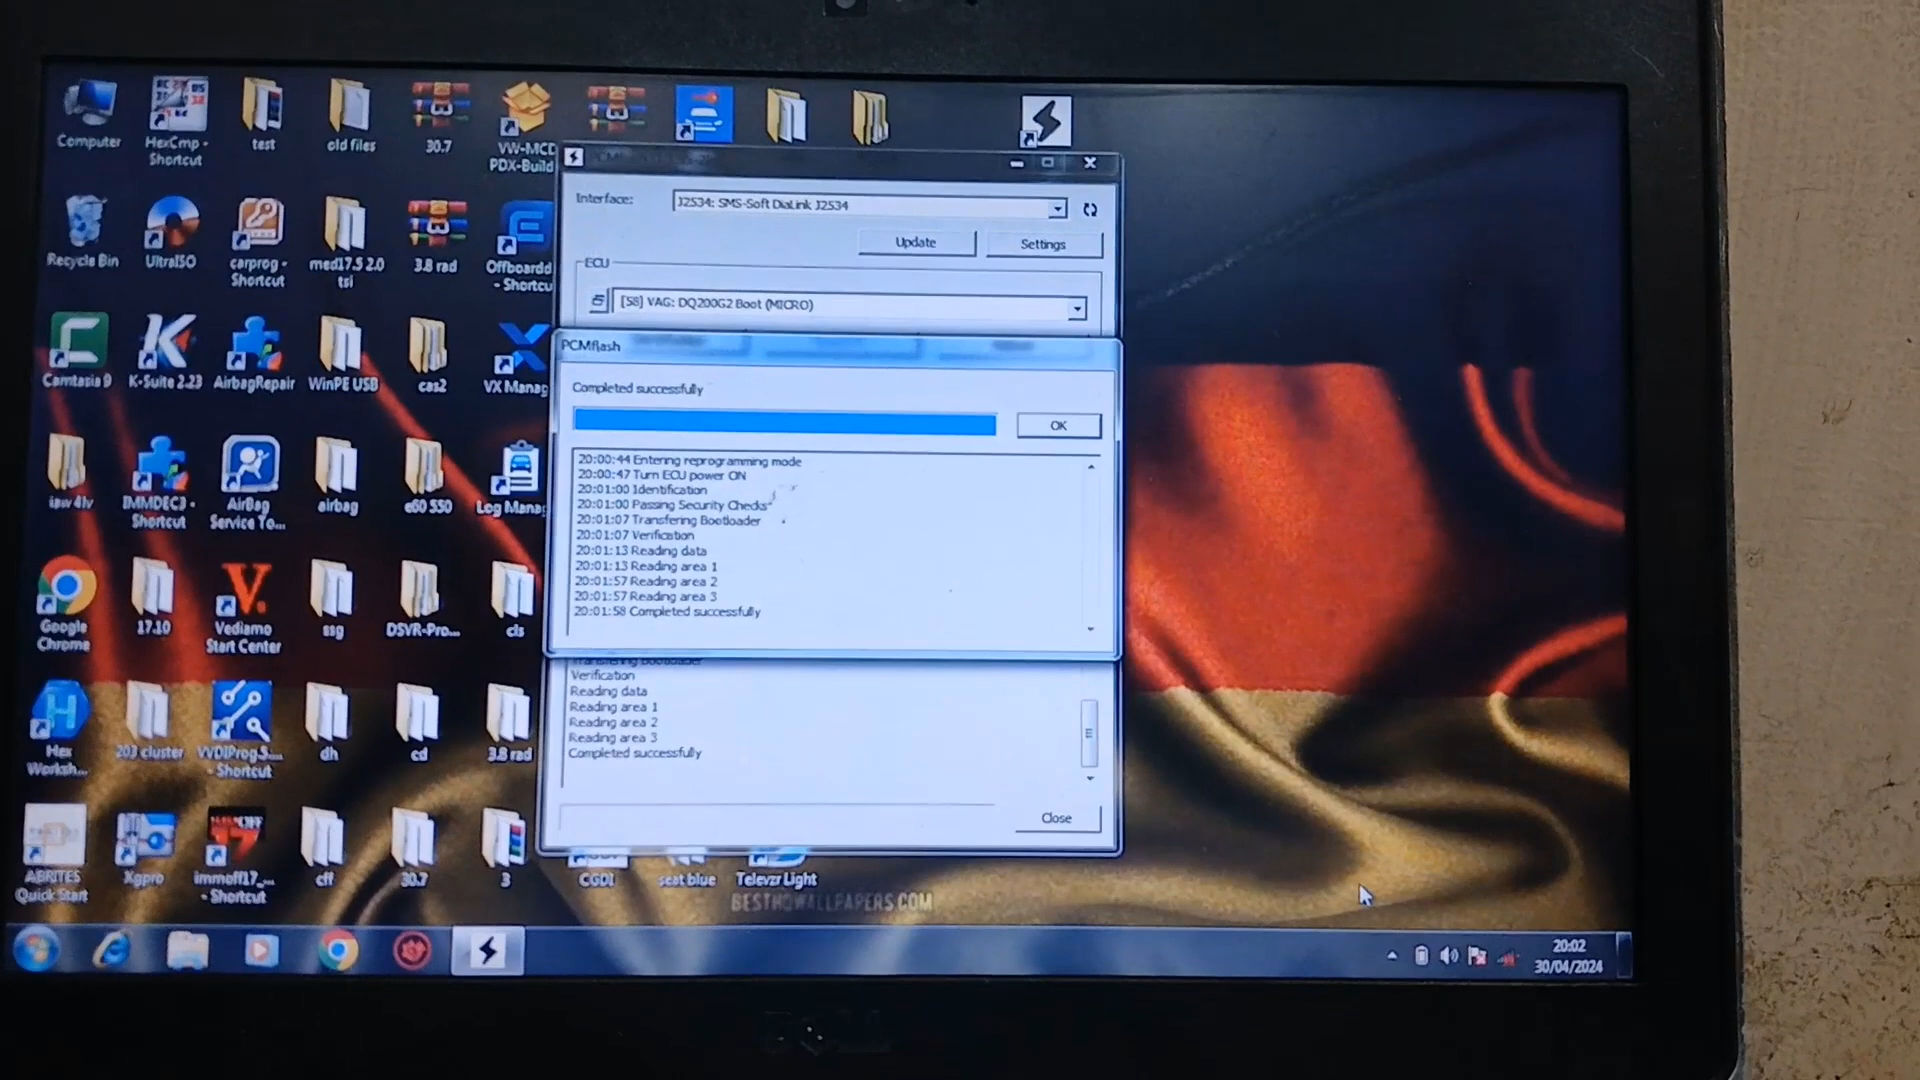 Computer
HexCmp -
Shortcut
test
old files
30.7
VW-MCD
PDX-Build
Recycle Bin
UltraISO
carprog -
Shortcut
med17.5 2.0
tsi
3.8 rad
Offboardd
- Shortcu
Camtasia 9
K-Suite 2.23
AirbagRepair
WinPE USB
cas2
VX Manag
iaw 4lv
IMMDEC3 -
Shortcut
AirBag
Service To...
airbag
e60 550
Log Mana
Google
Chrome
17.10
Vediamo
Start Center
ssg
DSVR-Pro...
cls
Hex
Worksh...
203 cluster
VVDIProg.S...
- Shortcut
dh
cd
3.8 rad
ABRITES
Quick Start
Xgpro
immoff17_...
- Shortcut
cff
30.7
3
CGDI
seat blue
Televzr Light
Interface:
J2534: SMS-Soft DiaLink J2534
Update
Settings
ECU
[58] VAG: DQ200G2 Boot (MICRO)
PCMflash
Completed successfully
OK
20:00:44 Entering reprogramming mode
20:00:47 Turn ECU power ON
20:01:00 Identification
20:01:00 Passing Security Checks
20:01:07 Transfering Bootloader
20:01:07 Verification
20:01:13 Reading data
20:01:13 Reading area 1
20:01:57 Reading area 2
20:01:57 Reading area 3
20:01:58 Completed successfully
Transfering Bootloader
Verification
Reading data
Reading area 1
Reading area 2
Reading area 3
Completed successfully
Close
BESTHDWALLPAPERS.COM
20:02
30/04/2024
DELL